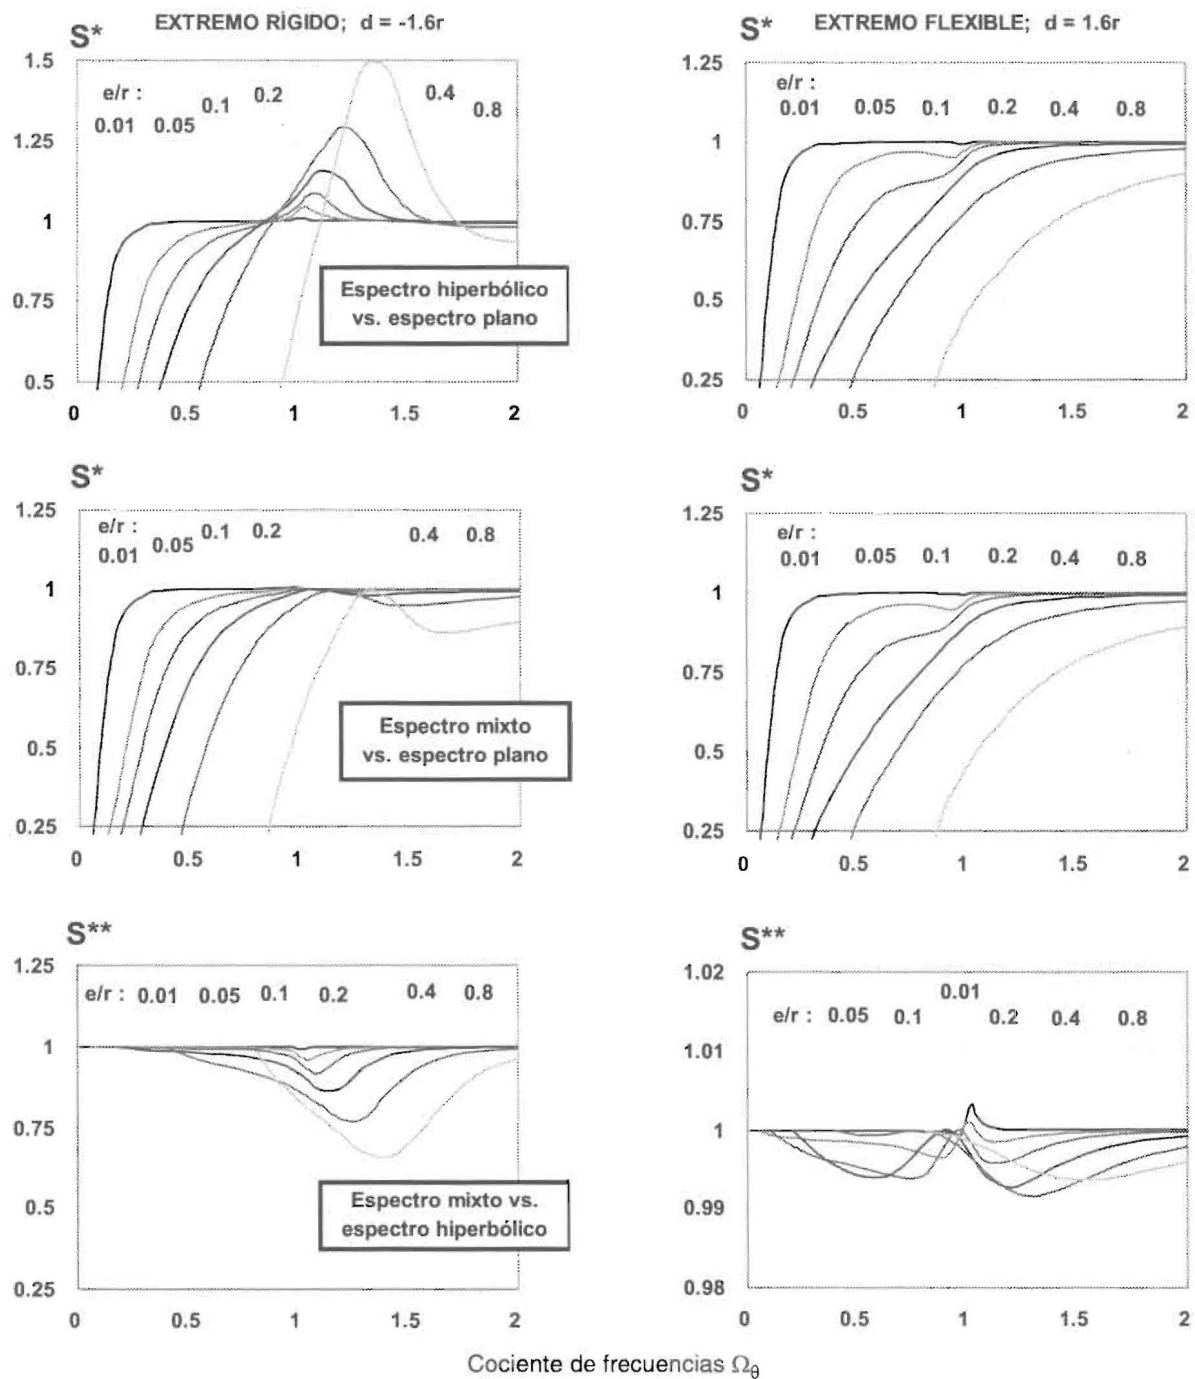 EXTREMO RÍGIDO; d = -1.6r
EXTREMO FLEXIBLE; d = 1.6r
S*
1.5
1.25
1
0.75
0.5
e/r :
0.01 0.05 0.1 0.2 0.4 0.8
Espectro hiperbólico
vs. espectro plano
0 0.5 1 1.5 2
S*
1.25
1
0.75
0.5
0.25
e/r :
0.01 0.05 0.1 0.2 0.4 0.8
0 0.5 1 1.5 2
S*
1.25
1
0.75
0.5
0.25
e/r :
0.01 0.05 0.1 0.2 0.4 0.8
Espectro mixto
vs. espectro plano
0 0.5 1 1.5 2
S*
1.25
1
0.75
0.5
0.25
e/r :
0.01 0.05 0.1 0.2 0.4 0.8
0 0.5 1 1.5 2
S**
1.25
1
0.75
0.5
0.25
e/r : 0.01 0.05 0.1 0.2 0.4 0.8
Espectro mixto vs.
espectro hiperbólico
0 0.5 1 1.5 2
S**
1.02
1.01
1
0.99
0.98
0.01
e/r : 0.05 0.1 0.2 0.4 0.8
0 0.5 1 1.5 2
Cociente de frecuencias Ωθ